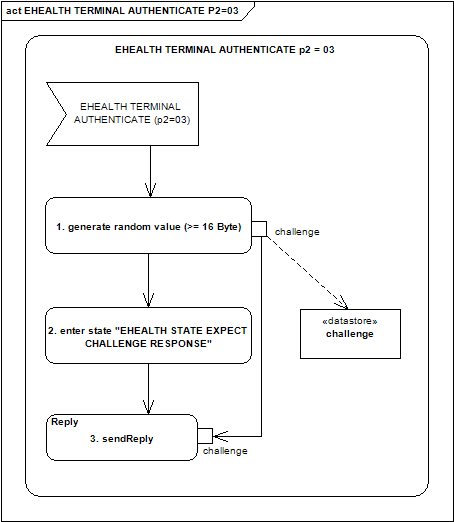 act EHEALTH TERMINAL AUTHENTICATE P2=03
EHEALTH TERMINAL AUTHENTICATE p2 = 03
EHEALTH TERMINAL
AUTHENTICATE (p2=03)
1. generate random value (>= 16 Byte)
challenge
2. enter state "EHEALTH STATE EXPECT
CHALLENGE RESPONSE"
«datastore»
challenge
Reply
3. sendReply
challenge